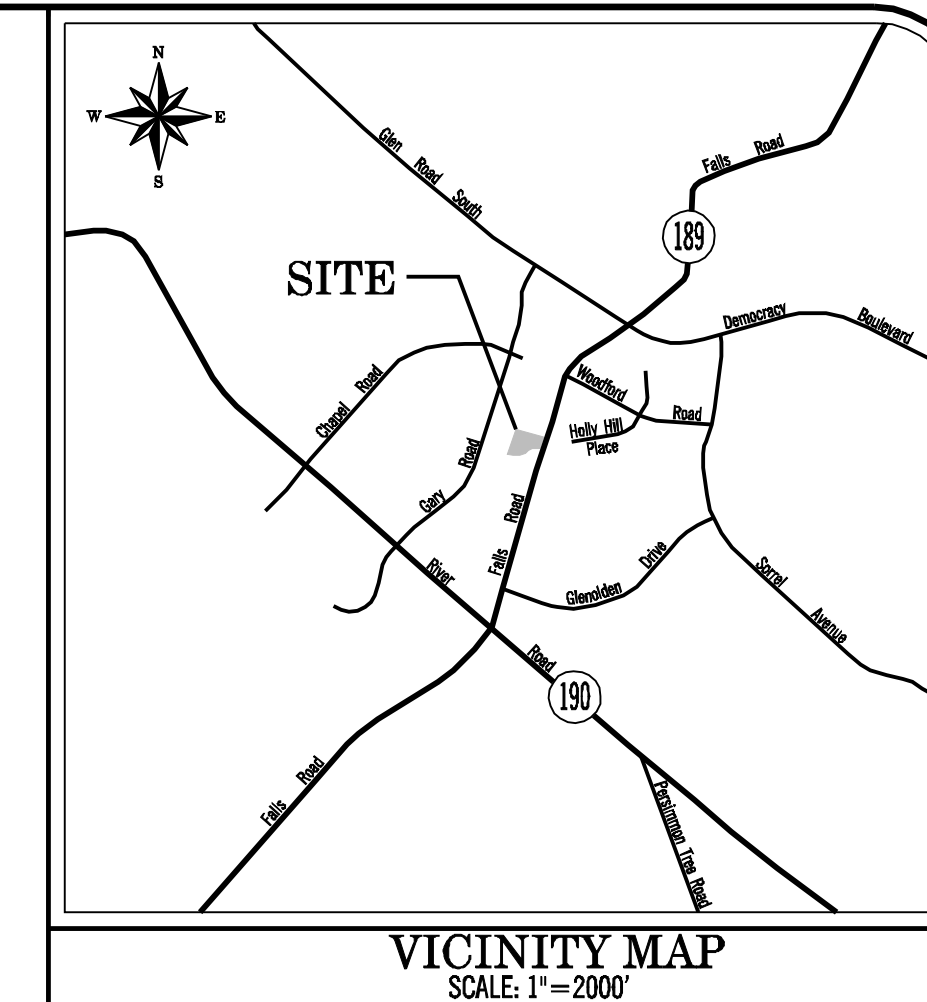 N
W E
S
Glen Road South
Falls Road
189
SITE
Democracy Boulevard
Chapel Road
Woodford Road
Holly Hill
Place
Gary Road
Falls Road
River Road
Glenolden Drive
Sorrel Avenue
190
Falls Road
Persimmon Tree Road
VICINITY MAP
SCALE: 1"=2000'